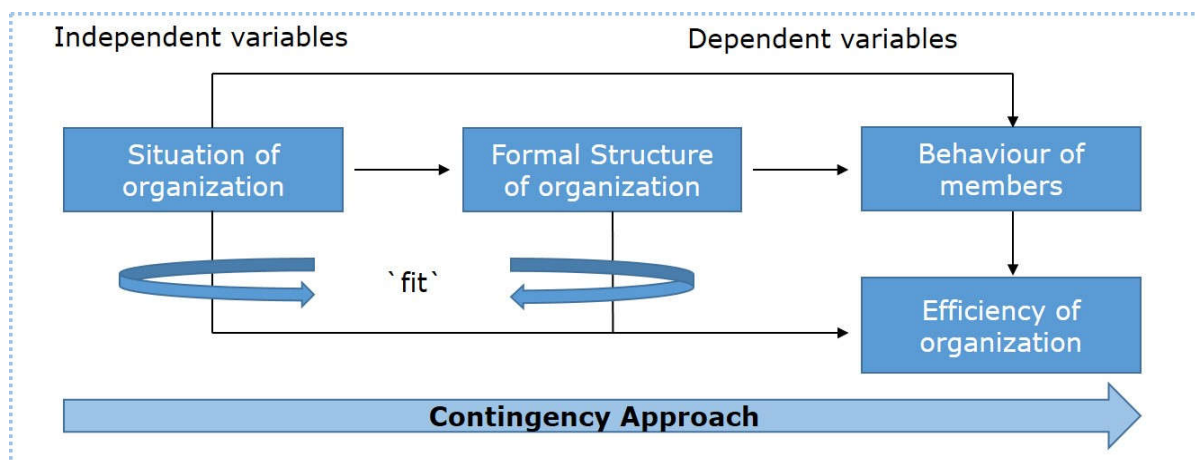 Independent variables
Dependent variables
Situation of
organization
Formal Structure
of organization
Behaviour of
members
`fit`
Efficiency of
organization
Contingency Approach